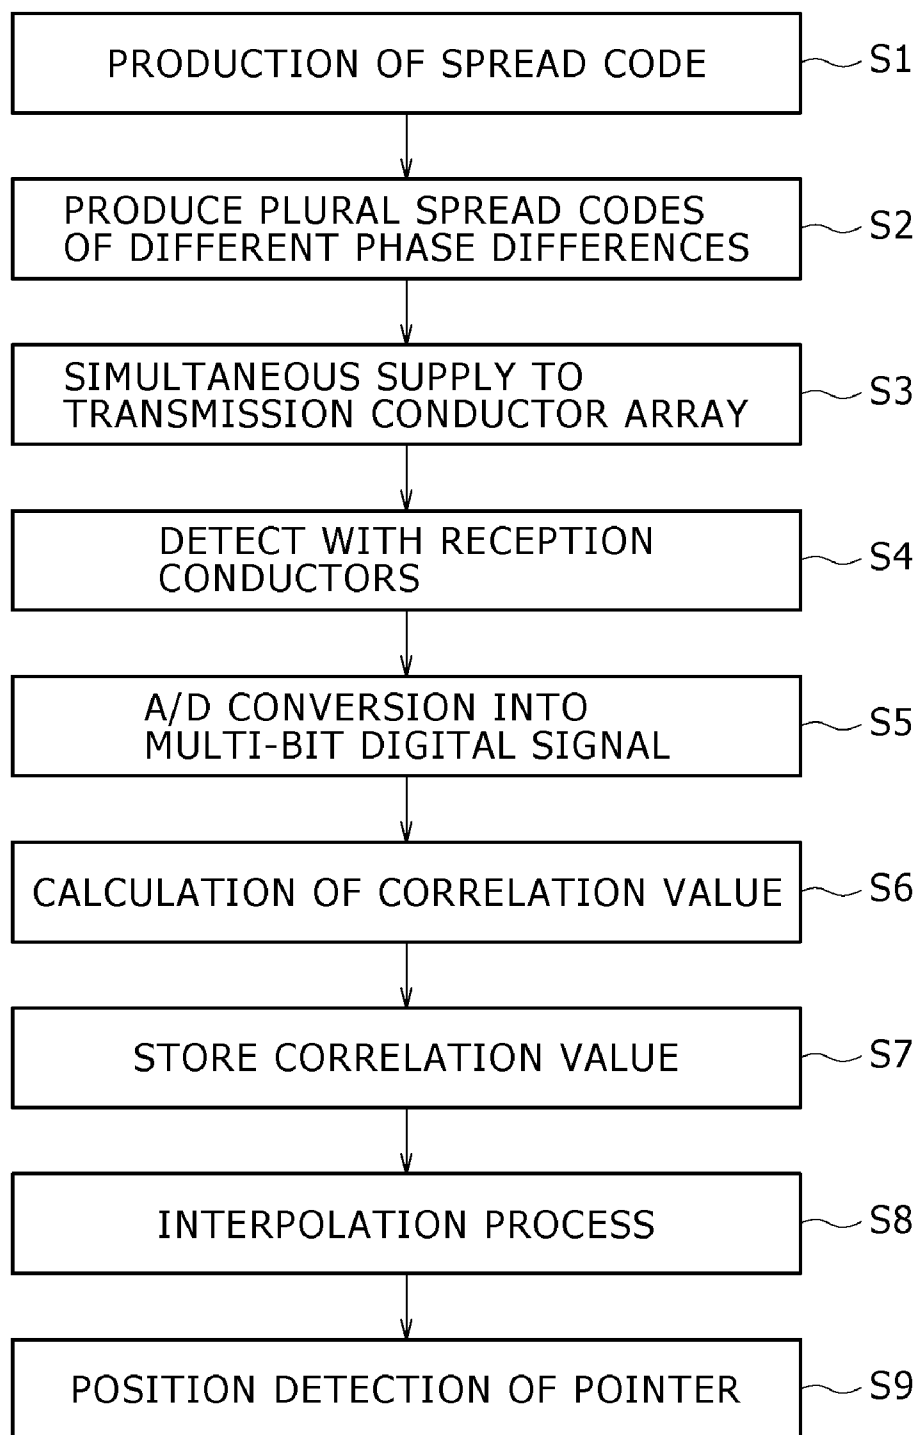 PRODUCTION OF SPREAD CODE
S1
PRODUCE PLURAL SPREAD CODES
OF DIFFERENT PHASE DIFFERENCES
S2
SIMULTANEOUS SUPPLY TO
TRANSMISSION CONDUCTOR ARRAY
S3
DETECT WITH RECEPTION
CONDUCTORS
S4
A/D CONVERSION INTO
MULTI-BIT DIGITAL SIGNAL
S5
CALCULATION OF CORRELATION VALUE
S6
STORE CORRELATION VALUE
S7
INTERPOLATION PROCESS
S8
POSITION DETECTION OF POINTER
S9